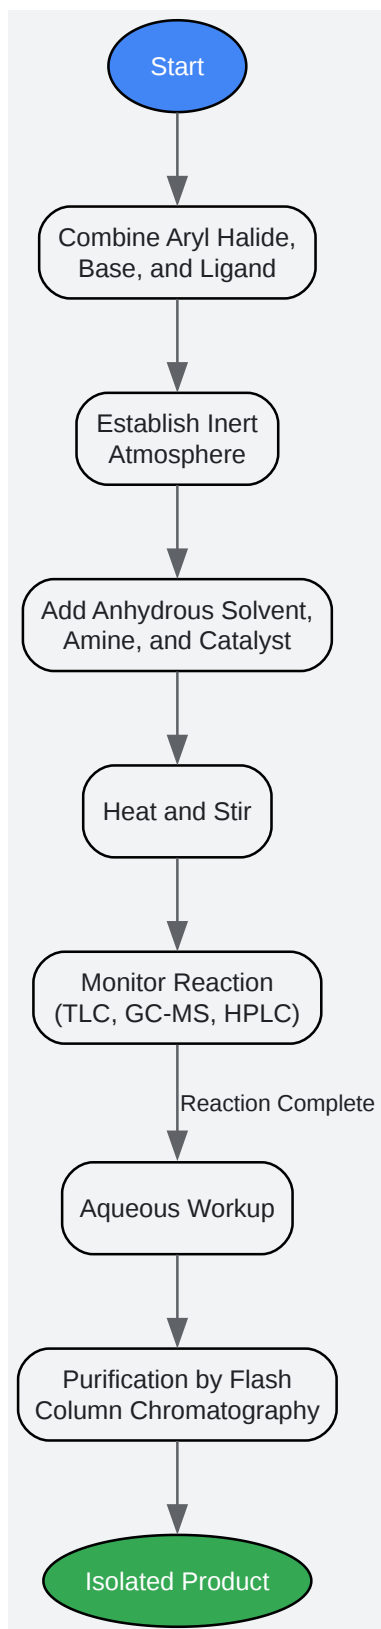 Start
Combine Aryl Halide,
Base, and Ligand
Establish Inert
Atmosphere
Add Anhydrous Solvent,
Amine, and Catalyst
Heat and Stir
Monitor Reaction
(TLC, GC-MS, HPLC)
Reaction Complete
Aqueous Workup
Purification by Flash
Column Chromatography
Isolated Product